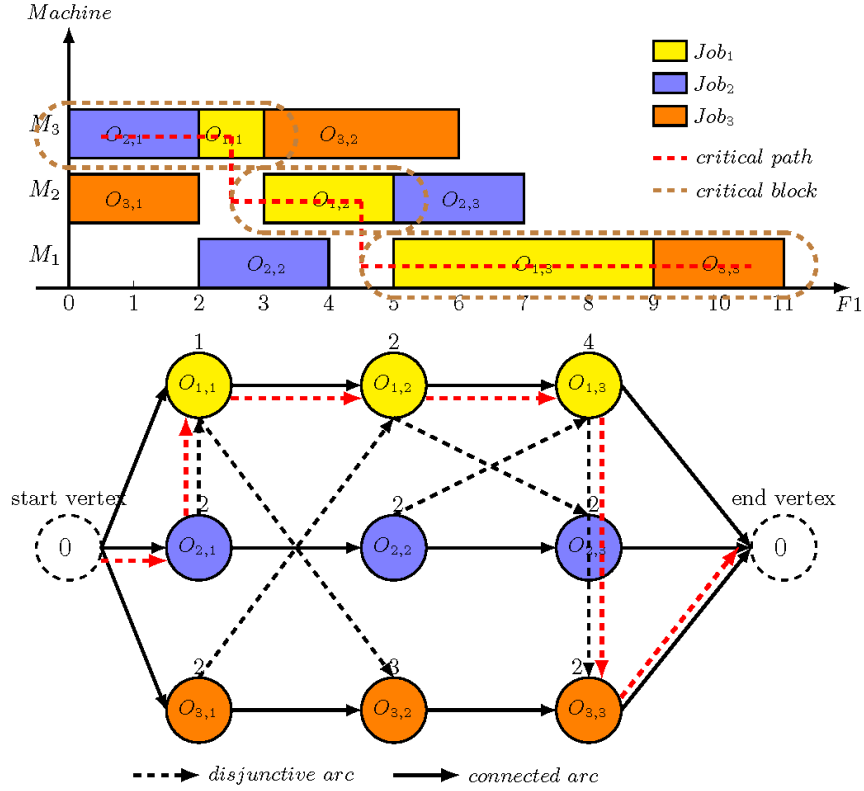 Machine
Job₁
Job₂
Job₃
critical path
critical block
M₃ O₂,₁ O₁,₁ O₃,₂
M₂ O₃,₁ O₁,₂ O₂,₃
M₁ O₂,₂ O₁,₃ O₃,₃
0 1 2 3 4 5 6 7 8 9 10 11 F1
1 2 4
O₁,₁ O₁,₂ O₁,₃
start vertex 2 2 2 end vertex
0 O₂,₁ O₂,₂ O₂,₃ 0
2 3 2
O₃,₁ O₃,₂ O₃,₃
disjunctive arc connected arc